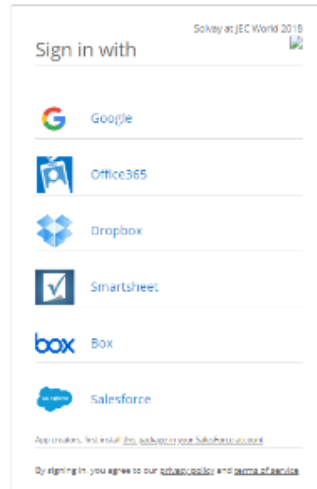 Solvay at JEC World 2018
Sign in with
Google
Office365
Dropbox
Smartsheet
box Box
salesforce Salesforce
App creators, first install this package in your SalesForce account
By signing in, you agree to our privacy policy and terms of service